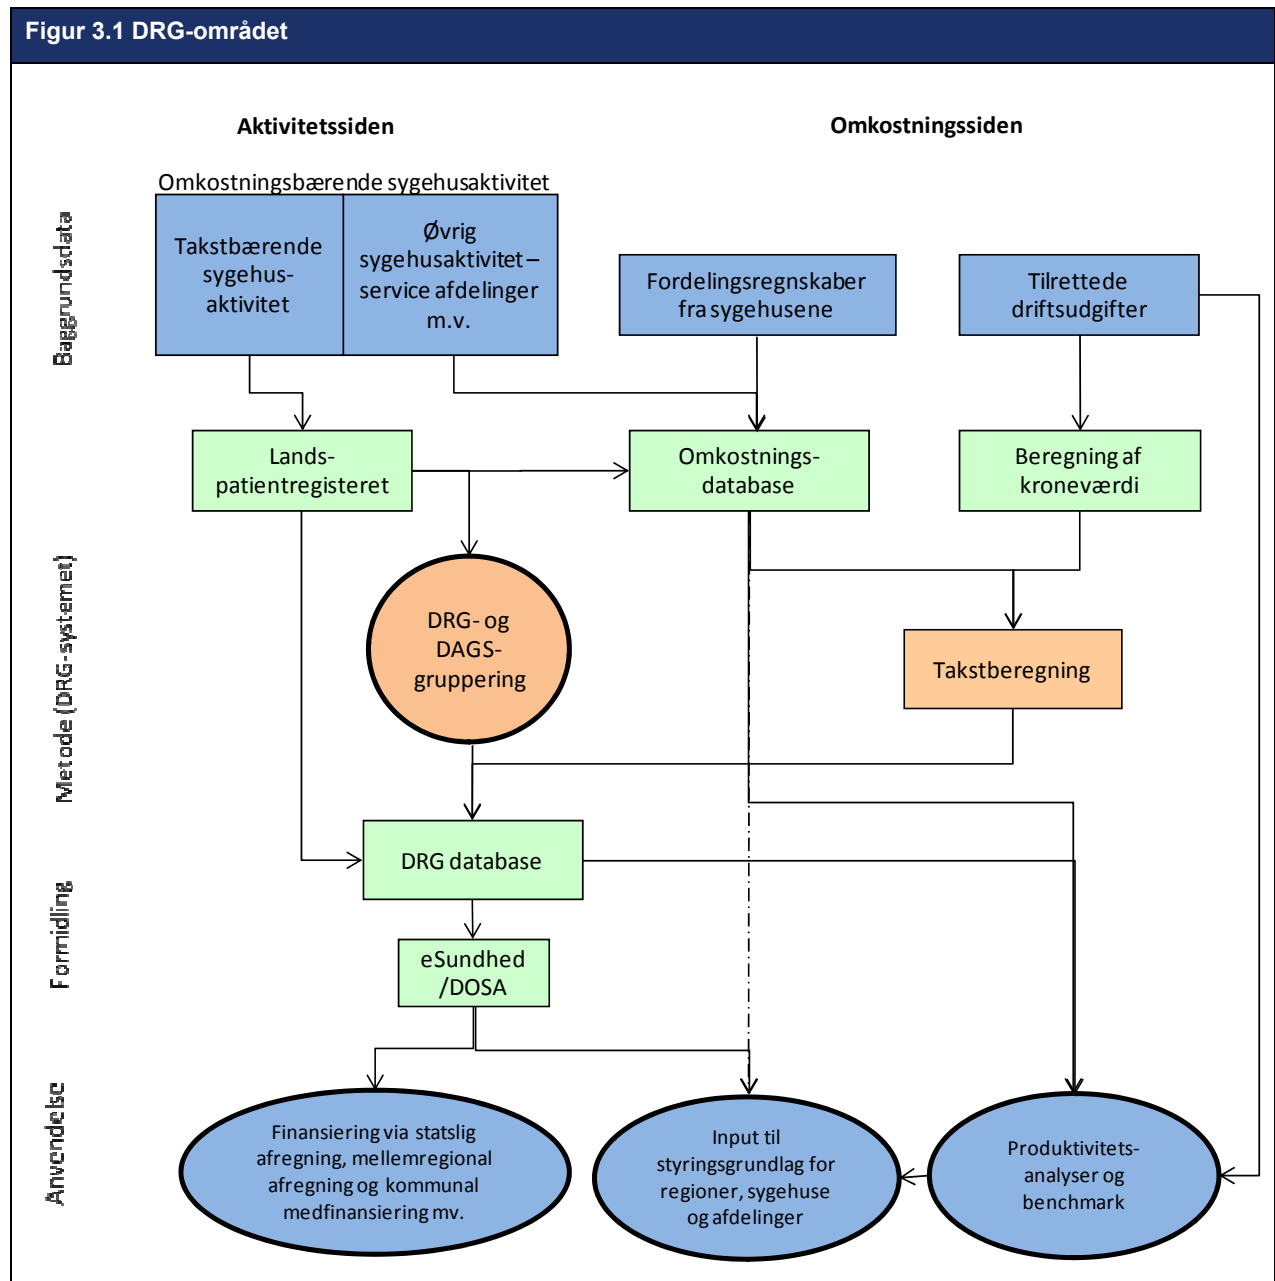 Figur 3.1 DRG-området
Aktivitetssiden
Omkostningssiden
Omkostningsbærende sygehusaktivitet
Baggrundsdata
Takstbærende
sygehus-
aktivitet
Øvrig
sygehusaktivitet –
service afdelinger
m.v.
Fordelingsregnskaber
fra sygehusene
Tilrettede
driftsudgifter
Lands-
patientregisteret
Omkostnings-
database
Beregning af
kroneværdi
Metode (DRG-systemet)
DRG- og
DAGS-
gruppering
Takstberegning
DRG database
Formidling
eSundhed
/DOSA
Anvendelse
Finansiering via statslig
afregning, mellemregional
afregning og kommunal
medfinansiering mv.
Input til
styringsgrundlag for
regioner, sygehuse
og afdelinger
Produktivitets-
analyser og
benchmark